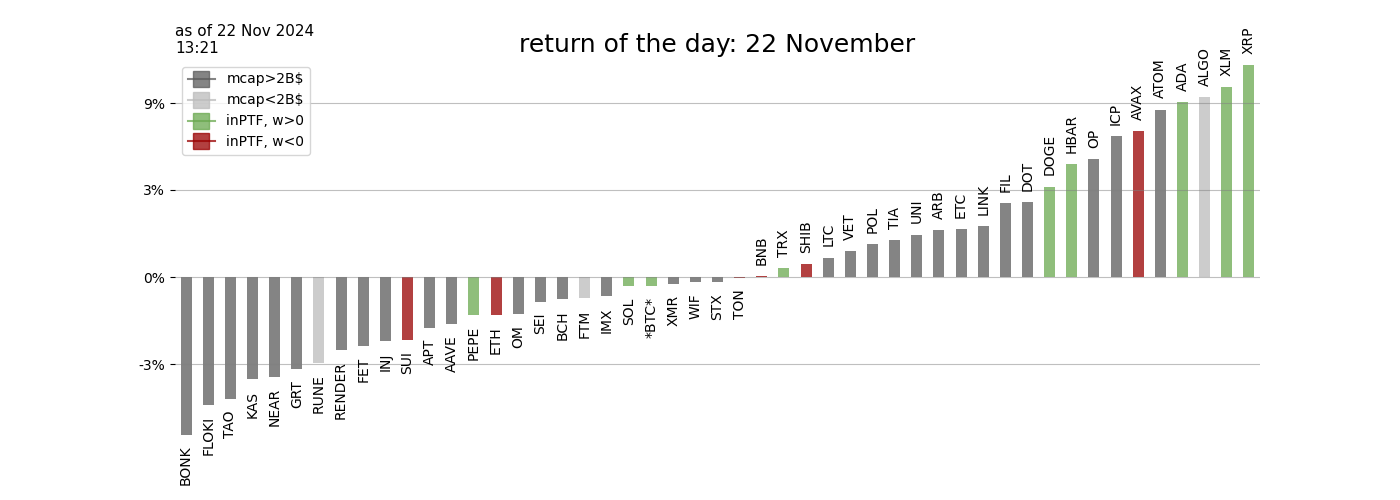 as of 22 Nov 2024
13:21
return of the day: 22 November
mcap>2B$
mcap<2B$
inPTF, w>0
inPTF, w<0
9%
3%
0%
-3%
BONK
FLOKI
TAO
KAS
NEAR
GRT
RUNE
RENDER
FET
INJ
SUI
APT
AAVE
PEPE
ETH
OM
SEI
BCH
FTM
IMX
SOL
*BTC*
XMR
WIF
STX
TON
BNB
TRX
SHIB
LTC
VET
POL
TIA
UNI
ARB
ETC
LINK
FIL
DOT
DOGE
HBAR
OP
ICP
AVAX
ATOM
ADA
ALGO
XLM
XRP